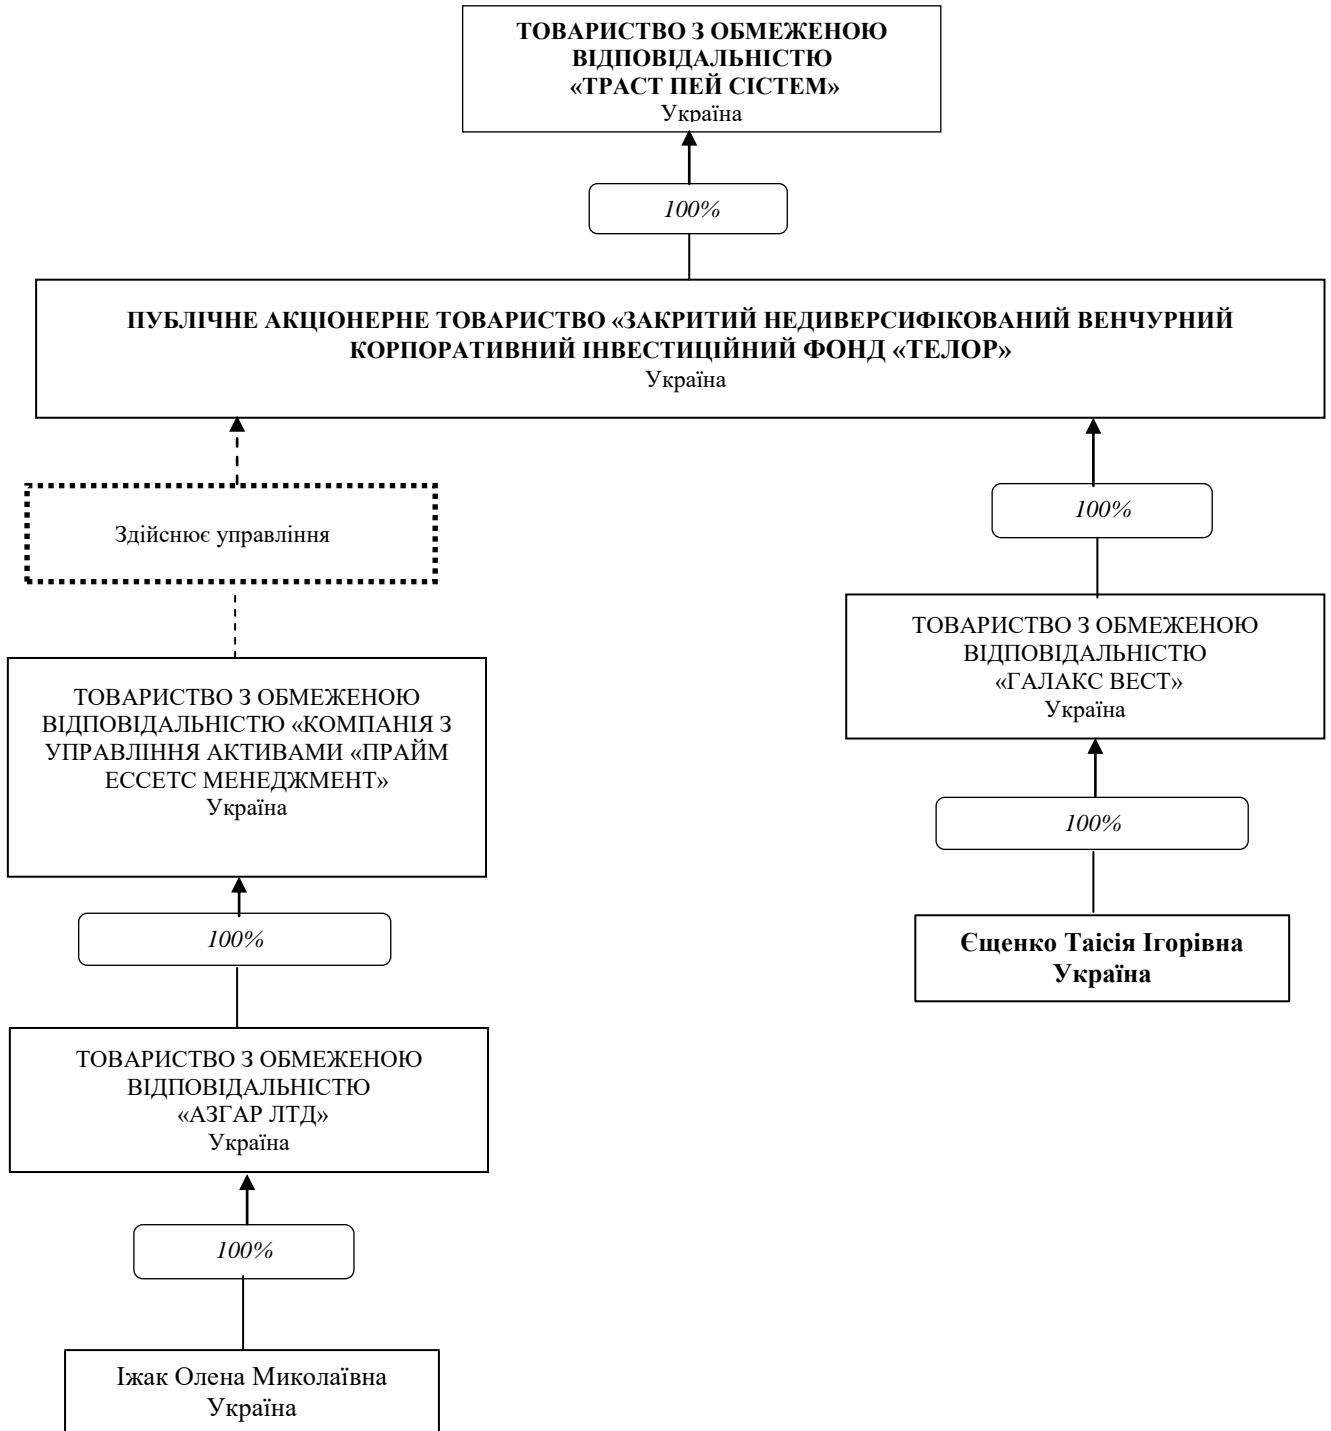 ТОВАРИСТВО З ОБМЕЖЕНОЮ
ВІДПОВІДАЛЬНІСТЮ
«ТРАСТ ПЕЙ СІСТЕМ»
Україна
100%
ПУБЛІЧНЕ АКЦІОНЕРНЕ ТОВАРИСТВО «ЗАКРИТИЙ НЕДИВЕРСИФІКОВАНИЙ ВЕНЧУРНИЙ
КОРПОРАТИВНИЙ ІНВЕСТИЦІЙНИЙ ФОНД «ТЕЛОР»
Україна
Здійснює управління
ТОВАРИСТВО З ОБМЕЖЕНОЮ
ВІДПОВІДАЛЬНІСТЮ «КОМПАНІЯ З
УПРАВЛІННЯ АКТИВАМИ «ПРАЙМ
ЕССЕТС МЕНЕДЖМЕНТ»
Україна
100%
ТОВАРИСТВО З ОБМЕЖЕНОЮ
ВІДПОВІДАЛЬНІСТЮ
«АЗГАР ЛТД»
Україна
100%
Іжак Олена Миколаївна
Україна
100%
ТОВАРИСТВО З ОБМЕЖЕНОЮ
ВІДПОВІДАЛЬНІСТЮ
«ГАЛАКС ВЕСТ»
Україна
100%
Єщенко Таісія Ігорівна
Україна